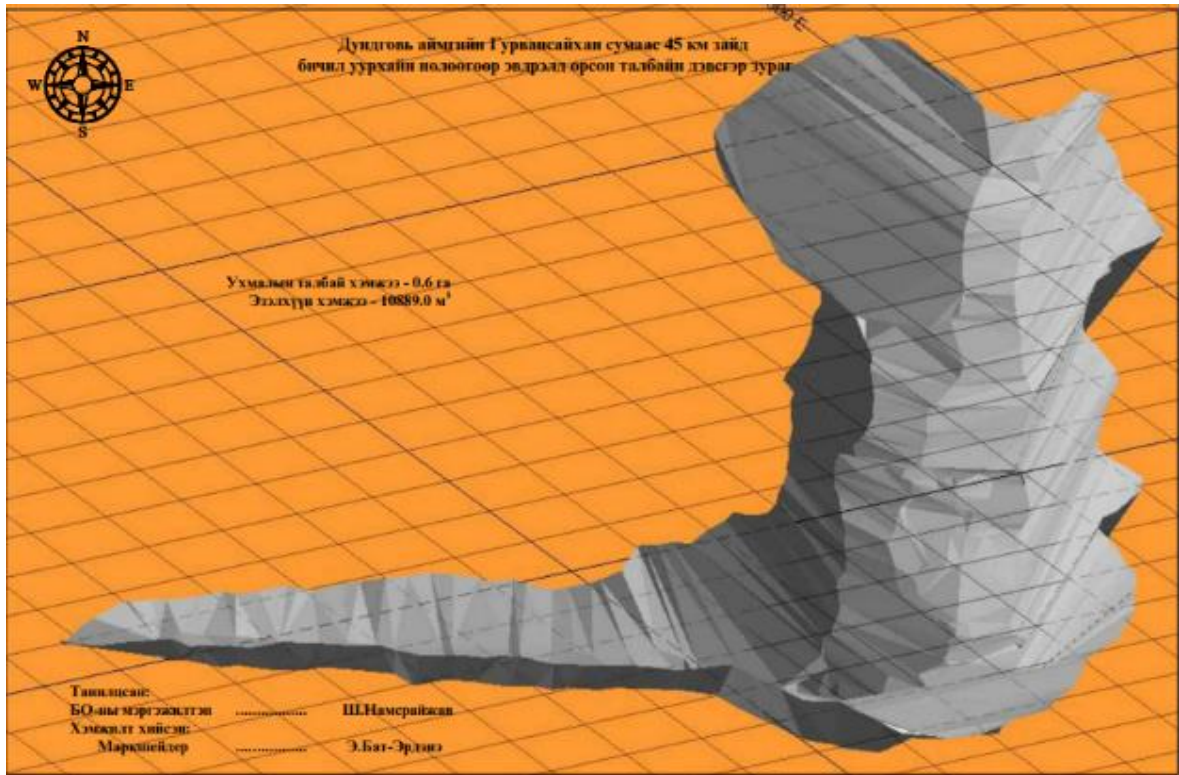 000 E
N
W E
S
Дундговь аймгийн Гурвансайхан сумаас 45 км зайд
бичил уурхайн нөлөөгөөр эвдрэлд орсон талбайн дэвсгэр зураг
Ухмалын талбай хэмжээ - 0.6 га
Эзэлхүүн хэмжээ - 10889.0 м³
Танилцсан:
БО-ны мэргэжилтэн .................. Ш.Намсрайжав
Хэмжилт хийсэн:
Маркшейдер .................. Э.Бат-Эрдэнэ